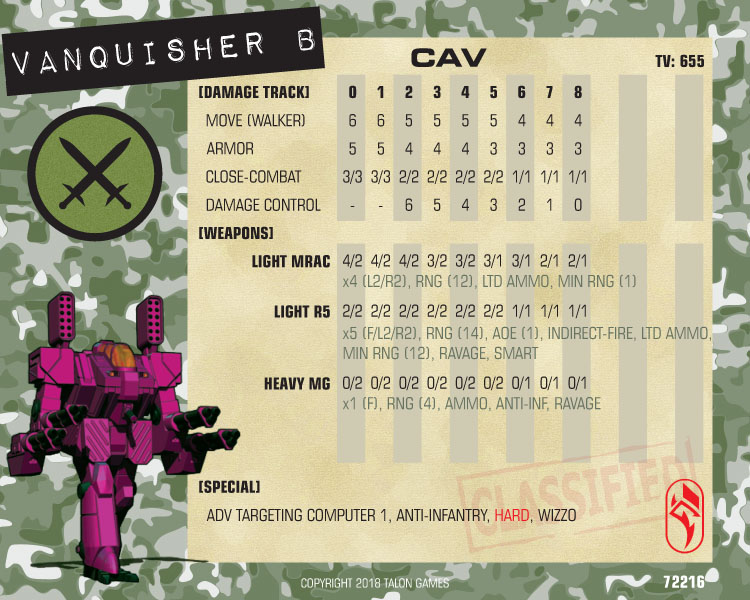 VANQUISHER B
CAV
TV: 655
[DAMAGE TRACK] 0 1 2 3 4 5 6 7 8
MOVE (WALKER) 6 6 5 5 5 5 4 4 4
ARMOR 5 5 4 4 4 3 3 3 3
CLOSE-COMBAT 3/3 3/3 2/2 2/2 2/2 2/2 1/1 1/1 1/1
DAMAGE CONTROL - - 6 5 4 3 2 1 0
[WEAPONS]
LIGHT MRAC 4/2 4/2 4/2 3/2 3/2 3/1 3/1 2/1 2/1
x4 (L2/R2), RNG (12), LTD AMMO, MIN RNG (1)
LIGHT R5 2/2 2/2 2/2 2/2 2/2 2/2 1/1 1/1 1/1
x5 (F/L2/R2), RNG (14), AOE (1), INDIRECT-FIRE, LTD AMMO,
MIN RNG (12), RAVAGE, SMART
HEAVY MG 0/2 0/2 0/2 0/2 0/2 0/2 0/1 0/1 0/1
x1 (F), RNG (4), AMMO, ANTI-INF, RAVAGE
[SPECIAL]
CLASSIFIED
ADV TARGETING COMPUTER 1, ANTI-INFANTRY, HARD, WIZZO
COPYRIGHT 2018 TALON GAMES
72216